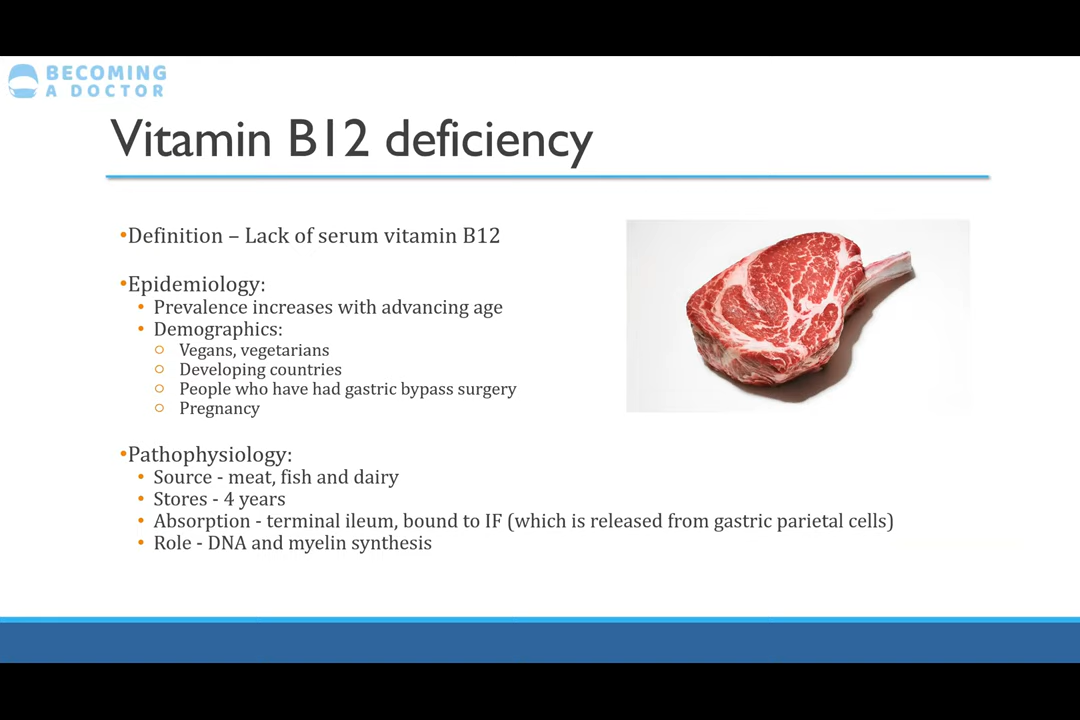 BECOMING
A DOCTOR
Vitamin B12 deficiency
•Definition – Lack of serum vitamin B12
•Epidemiology:
• Prevalence increases with advancing age
• Demographics:
o Vegans, vegetarians
o Developing countries
o People who have had gastric bypass surgery
o Pregnancy
•Pathophysiology:
• Source - meat, fish and dairy
• Stores - 4 years
• Absorption - terminal ileum, bound to IF (which is released from gastric parietal cells)
• Role - DNA and myelin synthesis